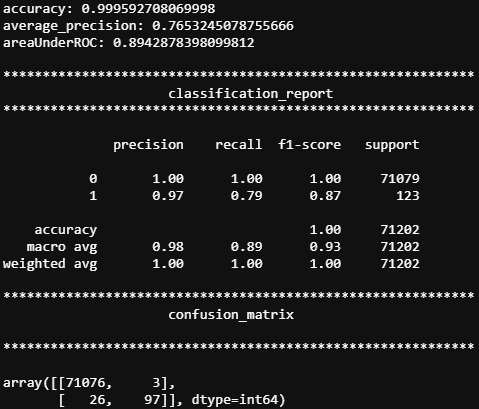 accuracy: 0.999592708069998
average_precision: 0.7653245078755666
areaUnderROC: 0.8942878398099812
************************************************************
classification_report
************************************************************
precision recall f1-score support
0 1.00 1.00 1.00 71079
1 0.97 0.79 0.87 123
accuracy 1.00 71202
macro avg 0.98 0.89 0.93 71202
weighted avg 1.00 1.00 1.00 71202
************************************************************
confusion_matrix
************************************************************
array([[71076, 3],
[ 26, 97]], dtype=int64)